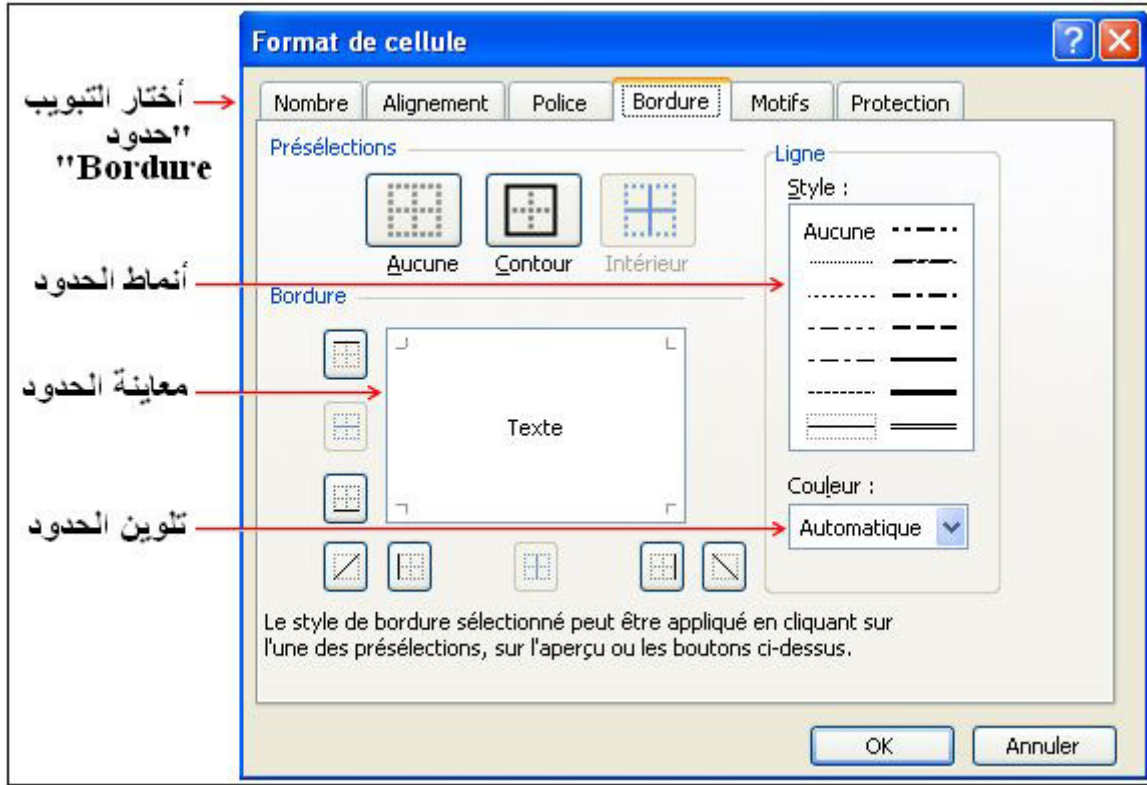 Format de cellule
أختار التبويب
"حدود
Bordure"
Nombre Alignement Police Bordure Motifs Protection
Présélections
Aucune Contour Intérieur
Ligne
Style :
Aucune
أنماط الحدود
Bordure
معاينة الحدود
Texte
تلوين الحدود
Couleur :
Automatique
Le style de bordure sélectionné peut être appliqué en cliquant sur
l'une des présélections, sur l'aperçu ou les boutons ci-dessus.
OK Annuler